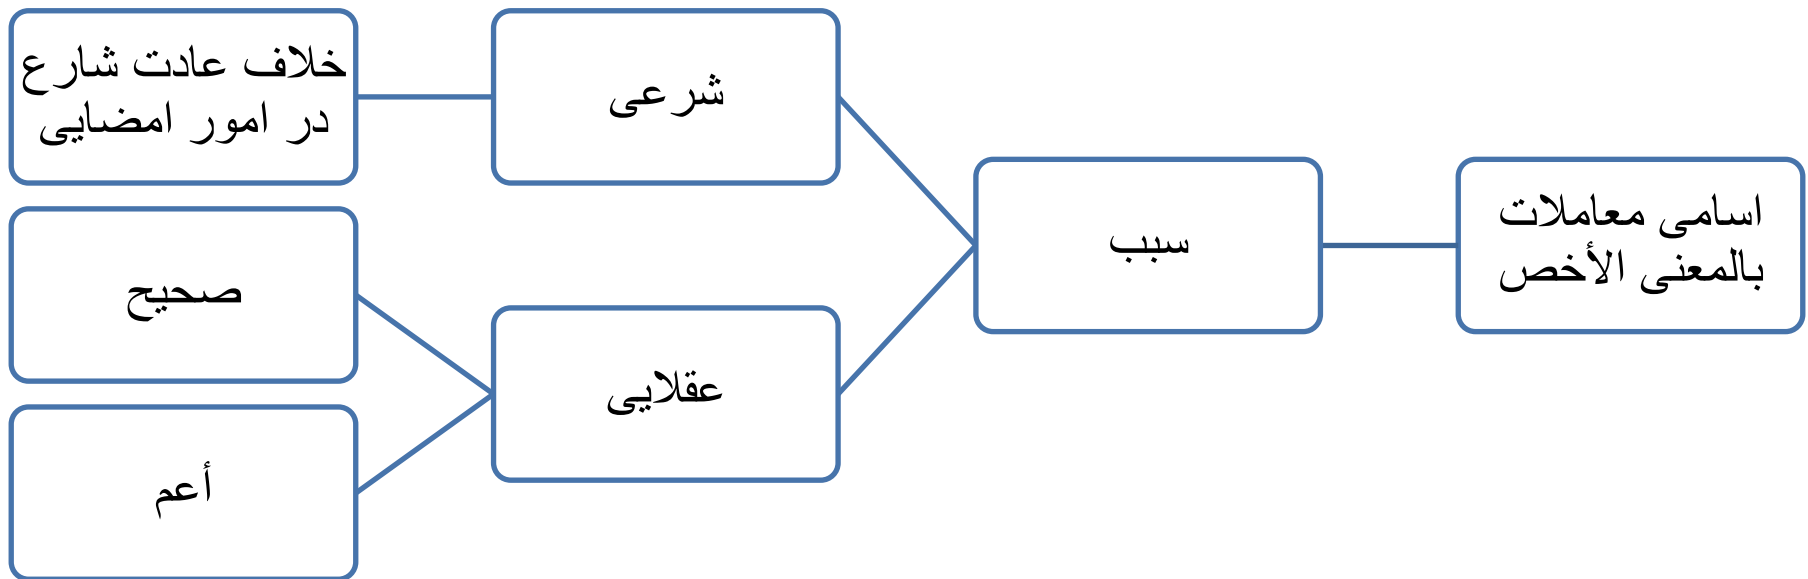 اسامی معاملات
بالمعنی الأخص
سبب
شرعی
خلاف عادت شارع
در امور امضایی
عقلایی
صحیح
أعم